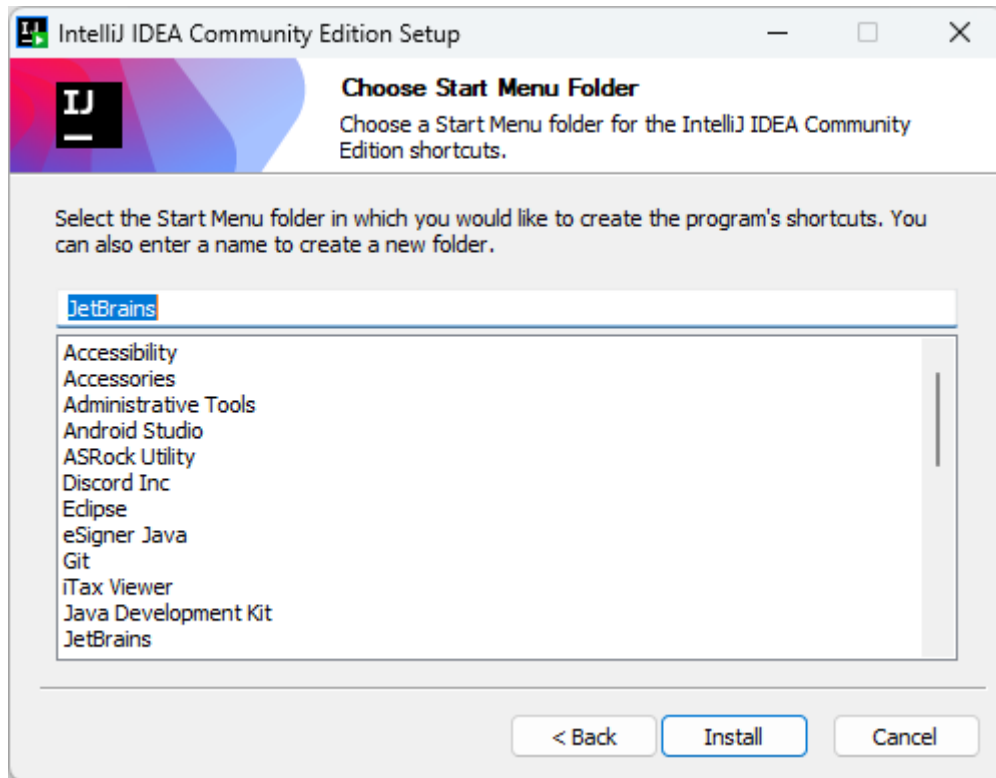 IntelliJ IDEA Community Edition Setup
IJ
Choose Start Menu Folder
Choose a Start Menu folder for the IntelliJ IDEA Community
Edition shortcuts.
Select the Start Menu folder in which you would like to create the program's shortcuts. You
can also enter a name to create a new folder.
JetBrains
Accessibility
Accessories
Administrative Tools
Android Studio
ASRock Utility
Discord Inc
Eclipse
eSigner Java
Git
iTax Viewer
Java Development Kit
JetBrains
< Back
Install
Cancel